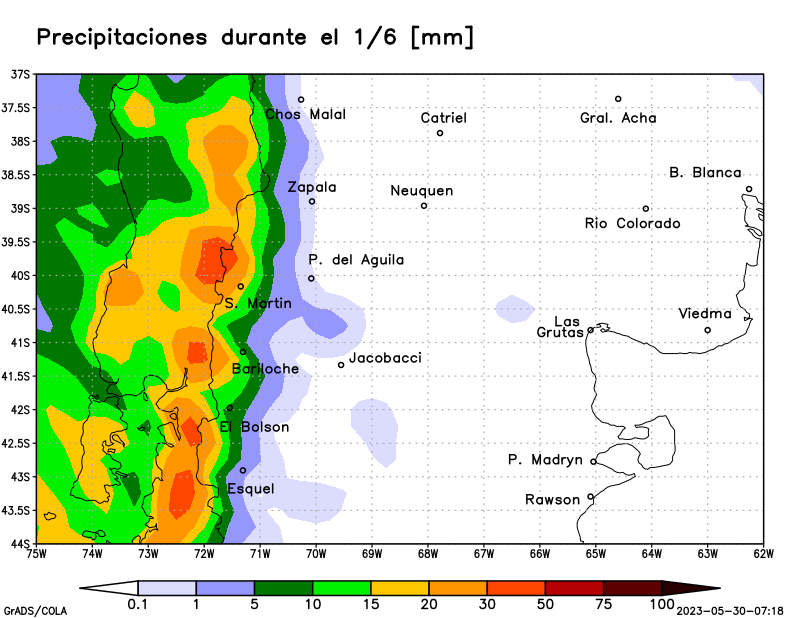 Precipitaciones durante el 1/6 [mm]
37S
37.5S
38S
38.5S
39S
39.5S
40S
40.5S
41S
41.5S
42S
42.5S
43S
43.5S
44S
Chos Malal
Catriel
Gral. Acha
B. Blanca
Zapala
Neuquen
Rio Colorado
P. del Aguila
S. Martin
Viedma
Las
Grutas
Jacobacci
Bariloche
El Bolson
P. Madryn
Esquel
Rawson
75W 74W 73W 72W 71W 70W 69W 68W 67W 66W 65W 64W 63W 62W
0.1 1 5 10 15 20 30 50 75 100
GrADS/COLA
2023-05-30-07:18